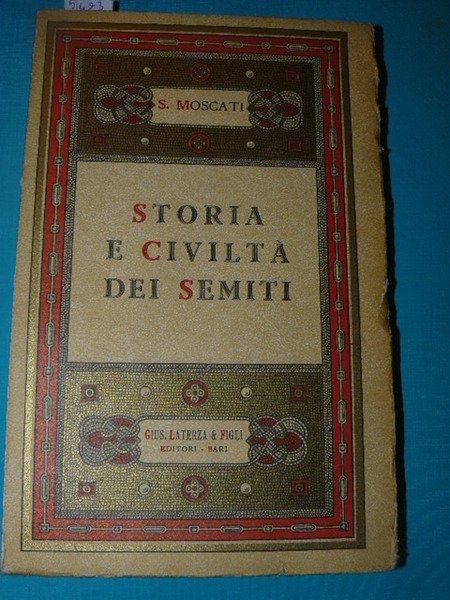 S. MOSCATI
STORIA
E CIVILTÀ
DEI SEMITI
GIUS. LATERZA & FIGLI
EDITORI - BARI